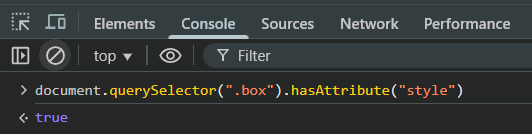 Elements Console Sources Network Performance
top ▼ Filter
> document.querySelector(".box").hasAttribute("style")
<· true